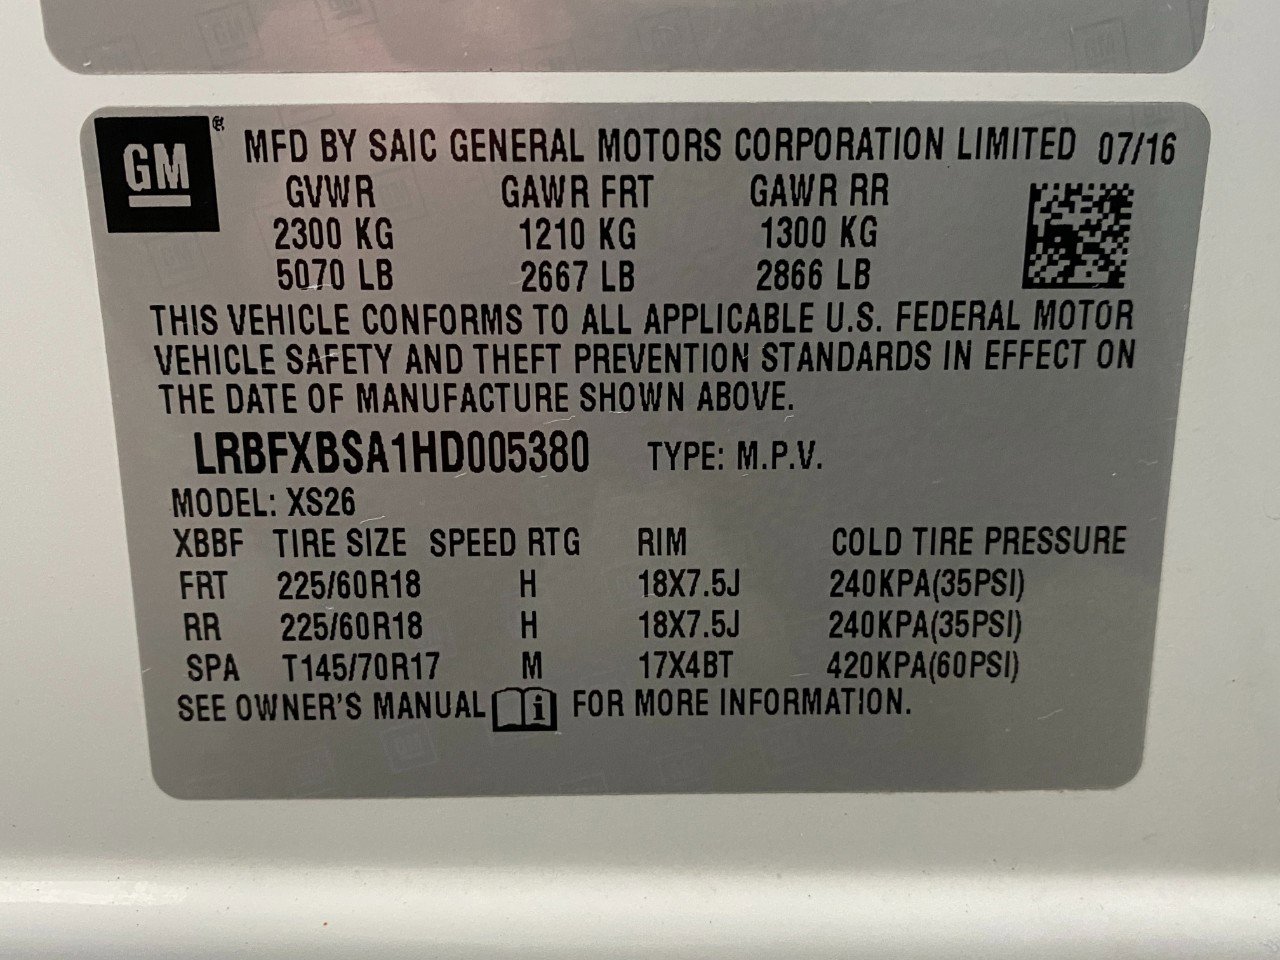 GM ®
MFD BY SAIC GENERAL MOTORS CORPORATION LIMITED 07/16
GVWR GAWR FRT GAWR RR
2300 KG 1210 KG 1300 KG
5070 LB 2667 LB 2866 LB
THIS VEHICLE CONFORMS TO ALL APPLICABLE U.S. FEDERAL MOTOR
VEHICLE SAFETY AND THEFT PREVENTION STANDARDS IN EFFECT ON
THE DATE OF MANUFACTURE SHOWN ABOVE.
LRBFXBSA1HD005380 TYPE: M.P.V.
MODEL: XS26
XBBF TIRE SIZE SPEED RTG RIM COLD TIRE PRESSURE
FRT 225/60R18 H 18X7.5J 240KPA(35PSI)
RR 225/60R18 H 18X7.5J 240KPA(35PSI)
SPA T145/70R17 M 17X4BT 420KPA(60PSI)
SEE OWNER'S MANUAL i FOR MORE INFORMATION.